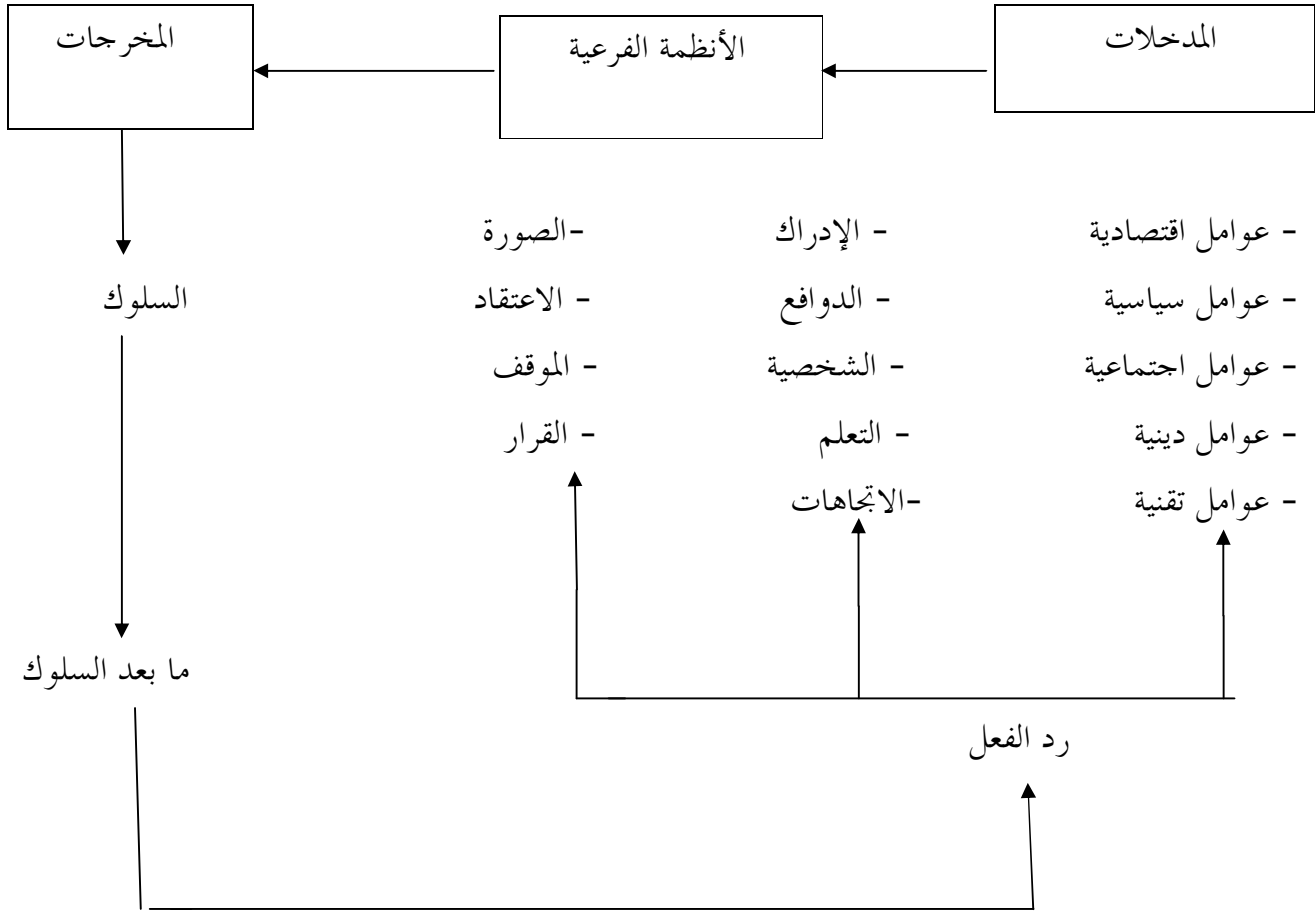 المدخلات
الأنظمة الفرعية
المخرجات
- عوامل اقتصادية
- عوامل سياسية
- عوامل اجتماعية
- عوامل دينية
- عوامل تقنية
- الإدراك
- الدوافع
- الشخصية
- التعلم
-الاتجاهات
-الصورة
- الاعتقاد
- الموقف
- القرار
السلوك
ما بعد السلوك
رد الفعل